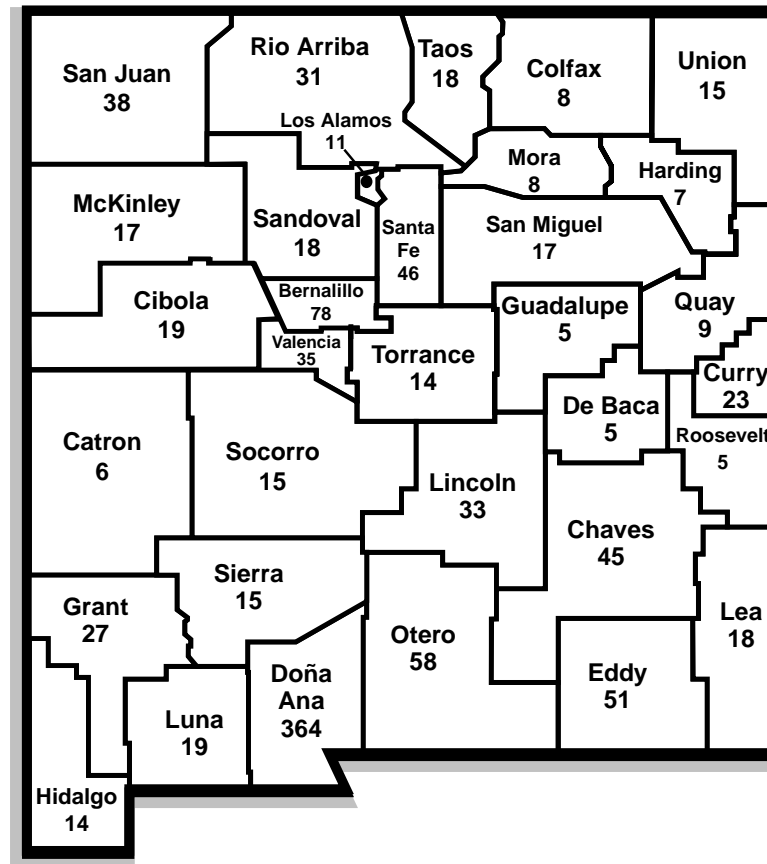 San Juan
38
Rio Arriba
31
Taos
18
Colfax
8
Union
15
Los Alamos
11
Mora
8
Harding
7
McKinley
17
Sandoval
18
Santa
Fe
46
San Miguel
17
Cibola
19
Bernalillo
78
Valencia
35
Torrance
14
Guadalupe
5
Quay
9
Curry
23
De Baca
5
Roosevelt
5
Catron
6
Socorro
15
Lincoln
33
Chaves
45
Sierra
15
Grant
27
Otero
58
Lea
18
Doña
Ana
364
Eddy
51
Luna
19
Hidalgo
14